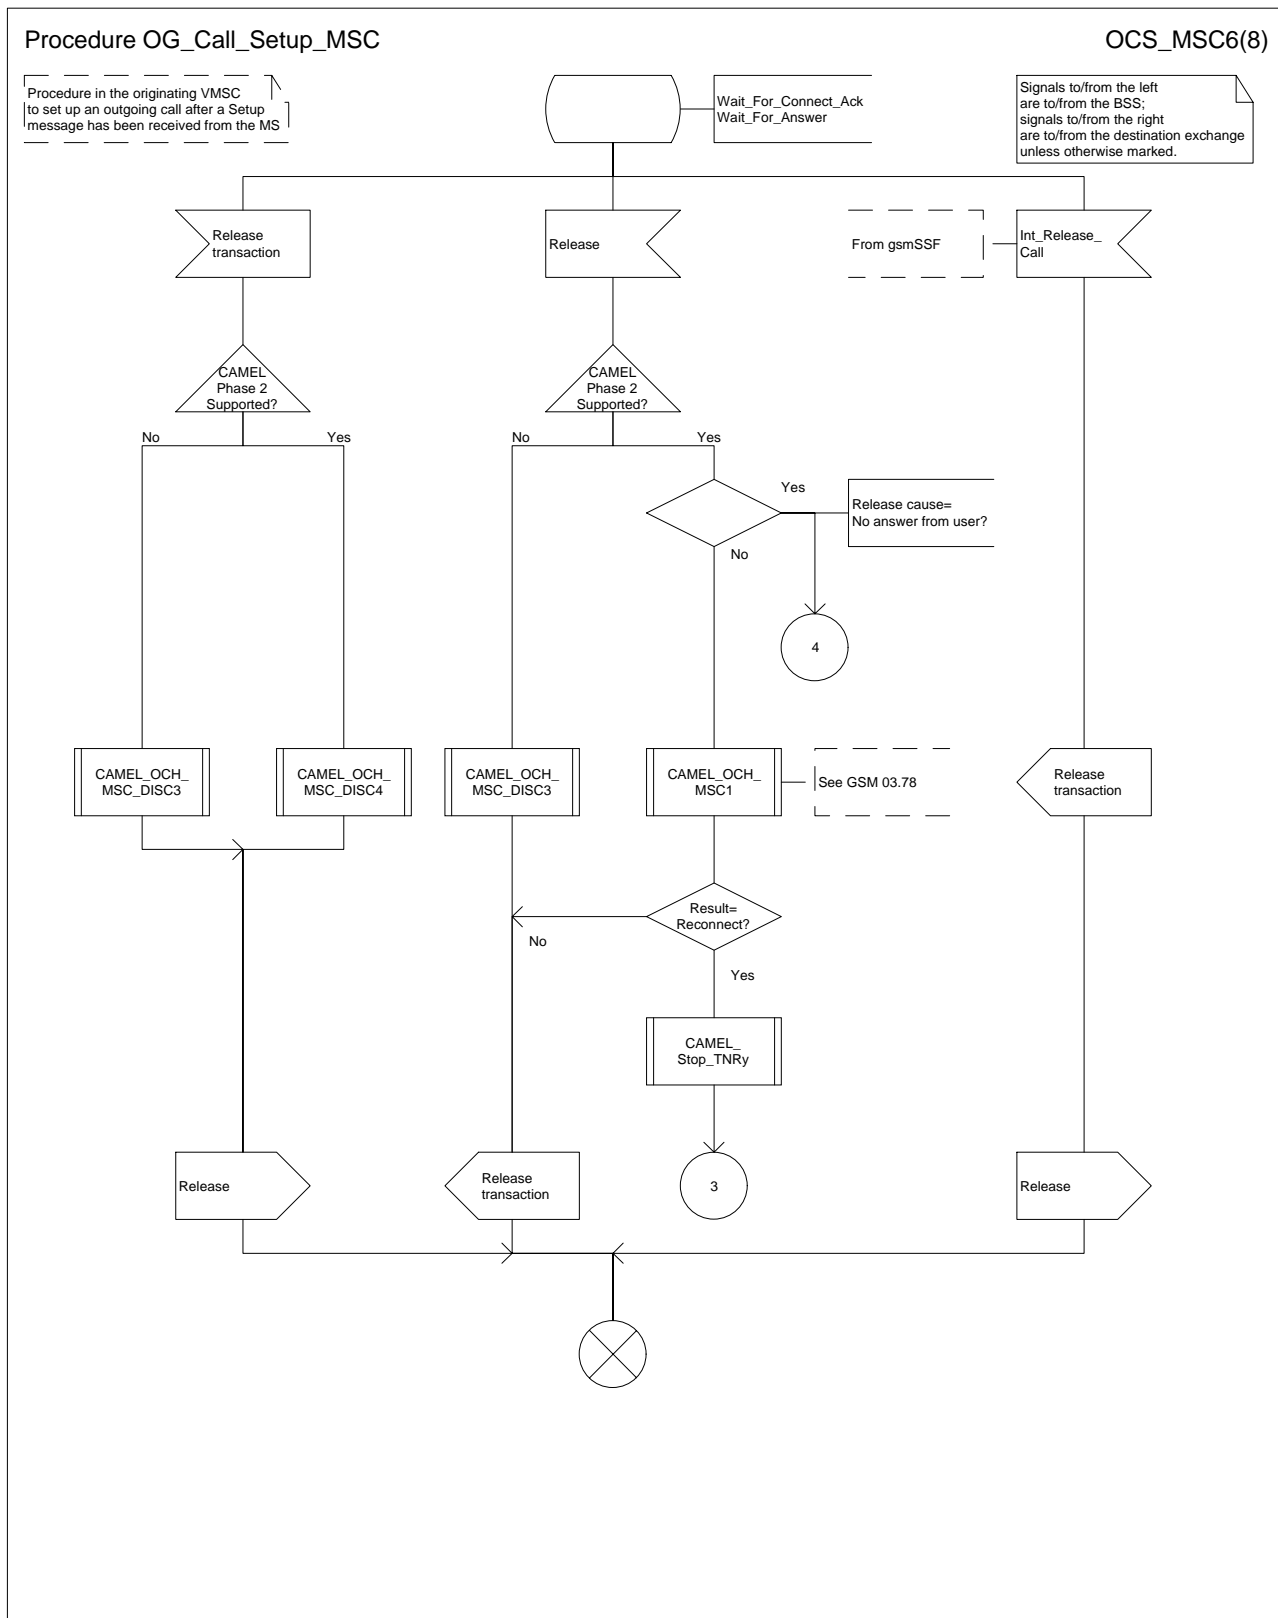 Procedure OG_Call_Setup_MSC
OCS_MSC6(8)
Procedure in the originating VMSC
to set up an outgoing call after a Setup
message has been received from the MS
Wait_For_Connect_Ack
Wait_For_Answer
Signals to/from the left
are to/from the BSS;
signals to/from the right
are to/from the destination exchange
unless otherwise marked.
Release
transaction
Release
From gsmSSF
Int_Release_
Call
CAMEL
Phase 2
Supported?
CAMEL
Phase 2
Supported?
No
Yes
No
Yes
Yes
Release cause=
No answer from user?
No
4
CAMEL_OCH_
MSC_DISC3
CAMEL_OCH_
MSC_DISC4
CAMEL_OCH_
MSC_DISC3
CAMEL_OCH_
MSC1
See GSM 03.78
Release
transaction
Result=
Reconnect?
No
Yes
CAMEL_
Stop_TNRy
Release
Release
transaction
3
Release